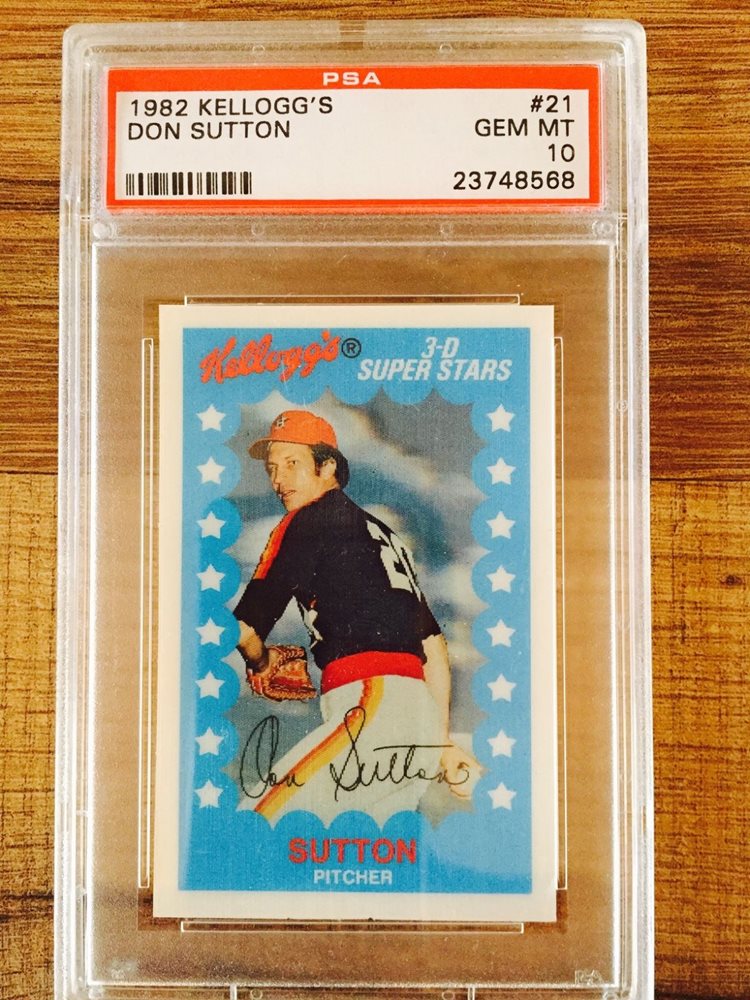 PSA
1982 KELLOGG'S #21
DON SUTTON GEM MT
10
23748568
Kellogg's® 3-D
SUPER STARS
Don Sutton
SUTTON
PITCHER